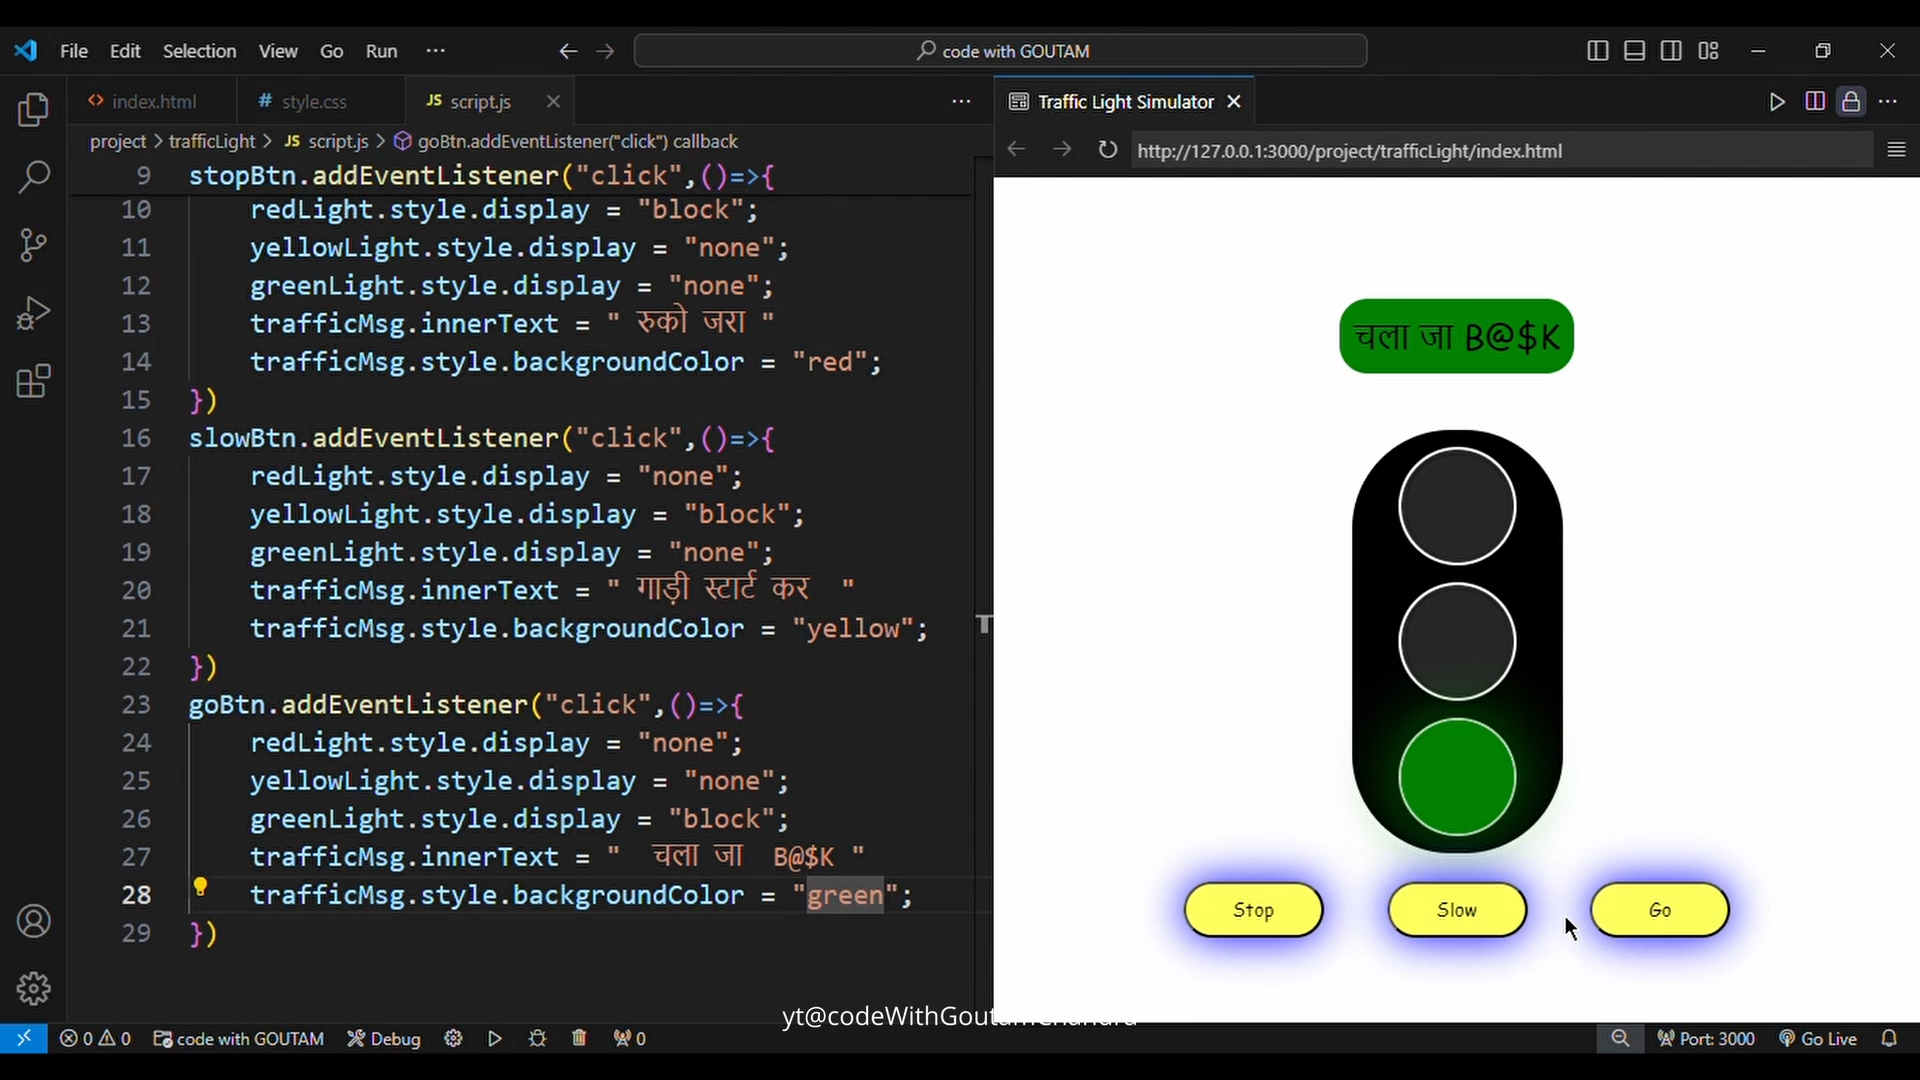 File Edit Selection View Go Run ··· code with GOUTAM
index.html style.css JS script.js
project > trafficLight > JS script.js > goBtn.addEventListener("click") callback
9 stopBtn.addEventListener("click",()=>{
10 redLight.style.display = "block";
11 yellowLight.style.display = "none";
12 greenLight.style.display = "none";
13 trafficMsg.innerText = " रुको जरा "
14 trafficMsg.style.backgroundColor = "red";
15 })
16 slowBtn.addEventListener("click",()=>{
17 redLight.style.display = "none";
18 yellowLight.style.display = "block";
19 greenLight.style.display = "none";
20 trafficMsg.innerText = " गाड़ी स्टार्ट कर "
21 trafficMsg.style.backgroundColor = "yellow";
22 })
23 goBtn.addEventListener("click",()=>{
24 redLight.style.display = "none";
25 yellowLight.style.display = "none";
26 greenLight.style.display = "block";
27 trafficMsg.innerText = " चला जा B@$K "
28 trafficMsg.style.backgroundColor = "green";
29 })
Traffic Light Simulator
http://127.0.0.1:3000/project/trafficLight/index.html
चला जा B@$K
Stop Slow Go
yt@codeWithGoutamChandra
0 0 code with GOUTAM Debug 0 Port: 3000 Go Live